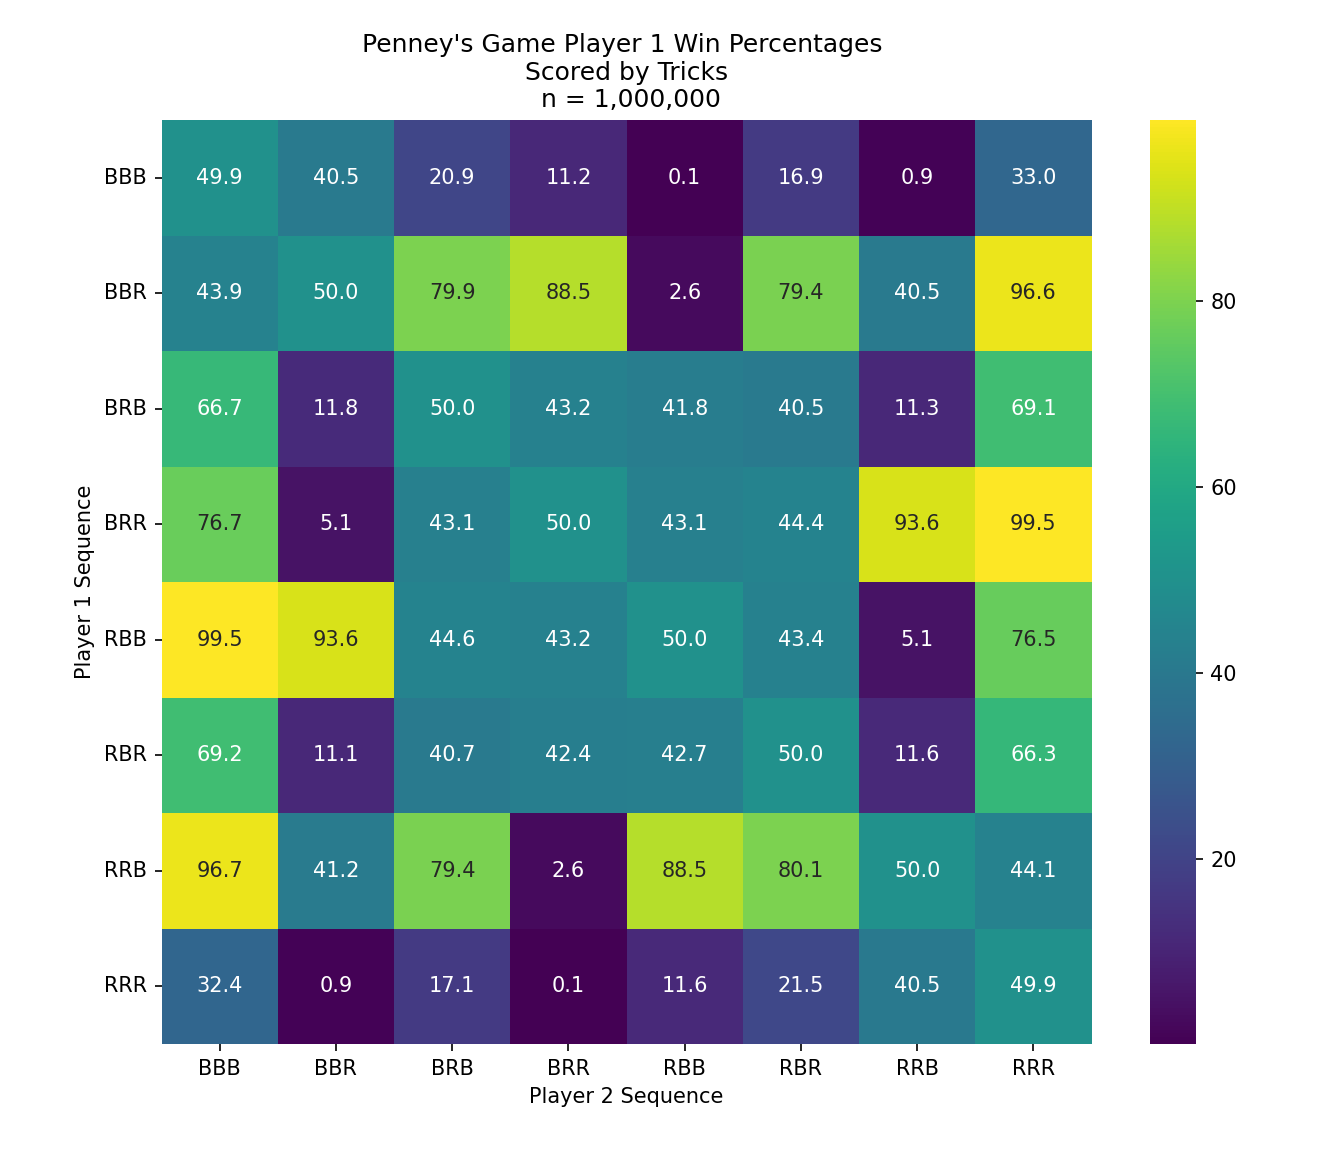 Penney's Game Player 1 Win Percentages
Scored by Tricks
n = 1,000,000
Player 1 Sequence
BBB 49.9 40.5 20.9 11.2 0.1 16.9 0.9 33.0
BBR 43.9 50.0 79.9 88.5 2.6 79.4 40.5 96.6
BRB 66.7 11.8 50.0 43.2 41.8 40.5 11.3 69.1
BRR 76.7 5.1 43.1 50.0 43.1 44.4 93.6 99.5
RBB 99.5 93.6 44.6 43.2 50.0 43.4 5.1 76.5
RBR 69.2 11.1 40.7 42.4 42.7 50.0 11.6 66.3
RRB 96.7 41.2 79.4 2.6 88.5 80.1 50.0 44.1
RRR 32.4 0.9 17.1 0.1 11.6 21.5 40.5 49.9
BBB BBR BRB BRR RBB RBR RRB RRR
Player 2 Sequence
80
60
40
20